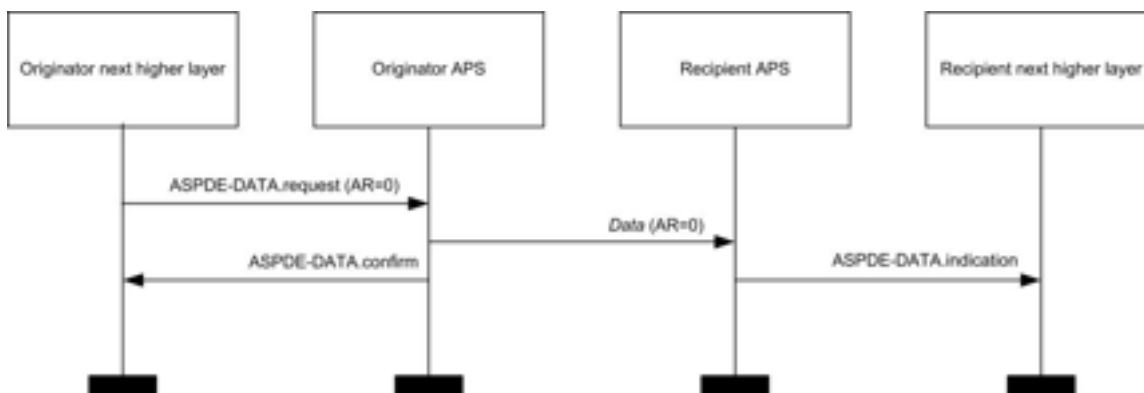 Originator next higher layer
Originator APS
Recipient APS
Recipient next higher layer
ASPDE-DATA.request (AR=0)
Data (AR=0)
ASPDE-DATA.confirm
ASPDE-DATA.indication